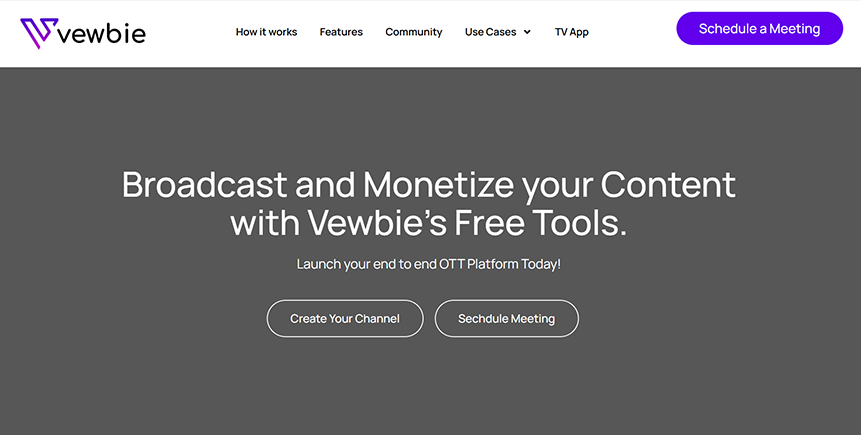 vewbie
How it works
Features
Community
Use Cases
TV App
Schedule a Meeting
Broadcast and Monetize your Content
with Vewbie's Free Tools.
Launch your end to end OTT Platform Today!
Create Your Channel
Sechdule Meeting